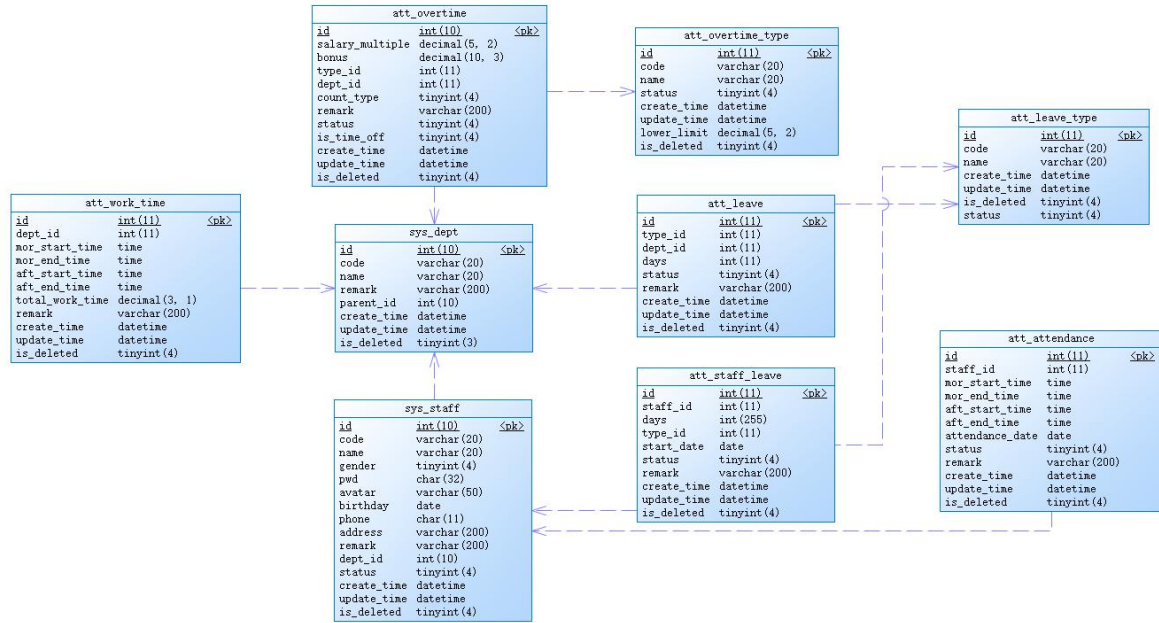 att_overtime
id int(10) <pk>
salary_multiple decimal(5, 2)
bonus decimal(10, 3)
type_id int(11)
dept_id int(11)
count_type tinyint(4)
remark varchar(200)
status tinyint(4)
is_time_off tinyint(4)
create_time datetime
update_time datetime
is_deleted tinyint(4)
att_overtime_type
id int(11) <pk>
code varchar(20)
name varchar(20)
status tinyint(4)
create_time datetime
update_time datetime
lower_limit decimal(5, 2)
is_deleted tinyint(4)
att_leave_type
id int(11) <pk>
code varchar(20)
name varchar(20)
create_time datetime
update_time datetime
is_deleted tinyint(4)
status tinyint(4)
att_work_time
id int(11) <pk>
dept_id int(11)
mor_start_time time
mor_end_time time
aft_start_time time
aft_end_time time
total_work_time decimal(3, 1)
remark varchar(200)
create_time datetime
update_time datetime
is_deleted tinyint(4)
sys_dept
id int(10) <pk>
code varchar(20)
name varchar(20)
remark varchar(200)
parent_id int(10)
create_time datetime
update_time datetime
is_deleted tinyint(3)
att_leave
id int(11) <pk>
type_id int(11)
dept_id int(11)
days int(11)
status tinyint(4)
remark varchar(200)
create_time datetime
update_time datetime
is_deleted tinyint(4)
sys_staff
id int(10) <pk>
code varchar(20)
name varchar(20)
gender tinyint(4)
pwd char(32)
avatar varchar(50)
birthday date
phone char(11)
address varchar(200)
remark varchar(200)
dept_id int(10)
status tinyint(4)
create_time datetime
update_time datetime
is_deleted tinyint(4)
att_staff_leave
id int(11) <pk>
staff_id int(11)
days int(255)
type_id int(11)
start_date date
status tinyint(4)
remark varchar(200)
create_time datetime
update_time datetime
is_deleted tinyint(4)
att_attendance
id int(11) <pk>
staff_id int(11)
mor_start_time time
mor_end_time time
aft_start_time time
aft_end_time time
attendance_date date
status tinyint(4)
remark varchar(200)
create_time datetime
update_time datetime
is_deleted tinyint(4)